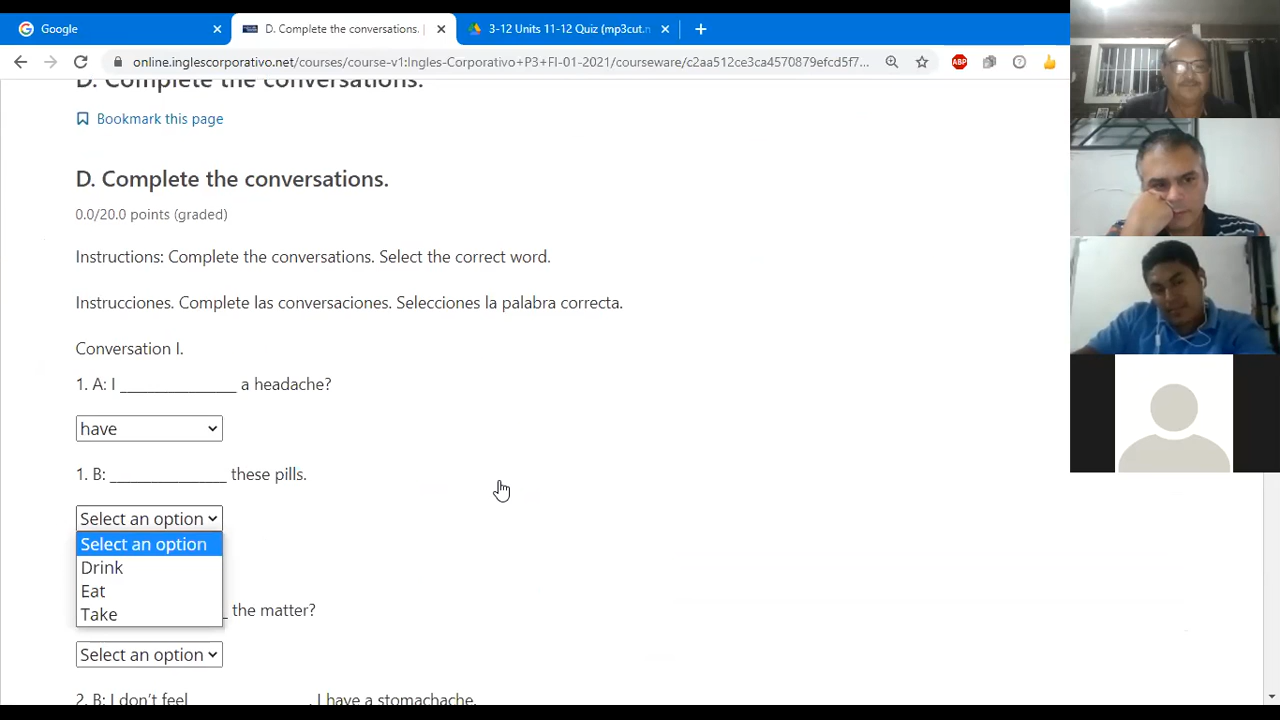 Google
D. Complete the conversations. |
3-12 Units 11-12 Quiz (mp3cut.n
online.inglescorporativo.net/courses/course-v1:Ingles-Corporativo+P3+FI-01-2021/courseware/c2aa512ce3ca4570879efcd5f7...
ABP
D. Complete the conversations.
Bookmark this page
D. Complete the conversations.
0.0/20.0 points (graded)
Instructions: Complete the conversations. Select the correct word.
Instrucciones. Complete las conversaciones. Selecciones la palabra correcta.
Conversation I.
1. A: I ______________ a headache?
have
1. B: ______________ these pills.
Select an option
Select an option
Drink
Eat
Take
_ the matter?
Select an option
2. B: I don't feel ______________. I have a stomachache.